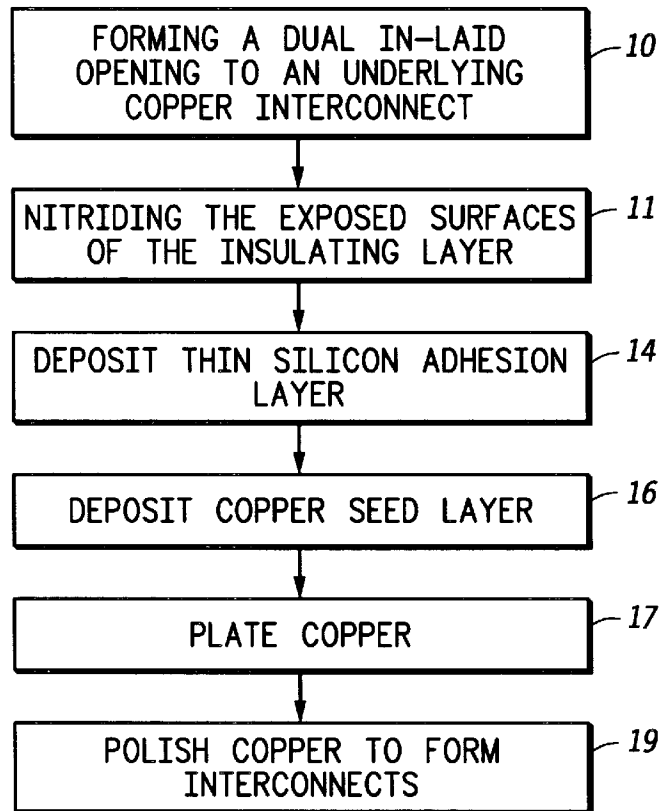 FORMING A DUAL IN-LAID
OPENING TO AN UNDERLYING
COPPER INTERCONNECT
10
NITRIDING THE EXPOSED SURFACES
OF THE INSULATING LAYER
11
DEPOSIT THIN SILICON ADHESION
LAYER
14
DEPOSIT COPPER SEED LAYER
16
PLATE COPPER
17
POLISH COPPER TO FORM
INTERCONNECTS
19